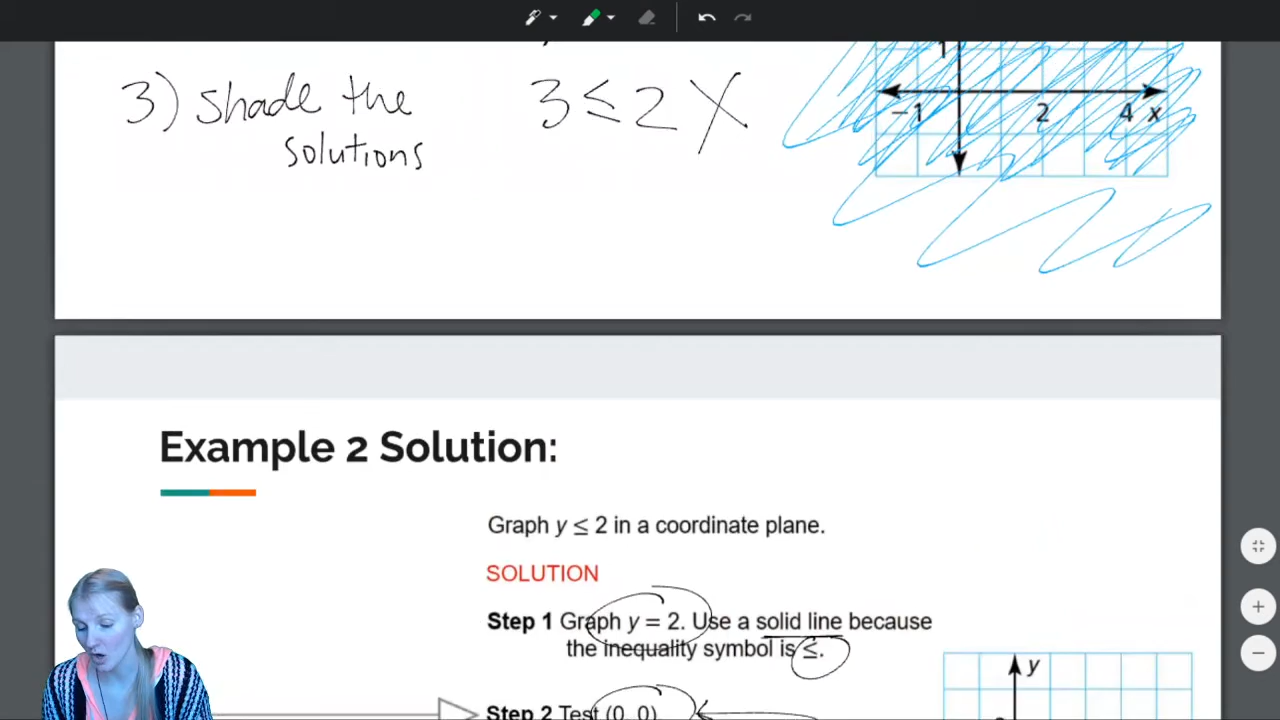 3) Shade the
solutions
3 ≤ 2 X
1
−1 2 4 x
Example 2 Solution:
Graph y ≤ 2 in a coordinate plane.
SOLUTION
Step 1 Graph y = 2. Use a solid line because
the inequality symbol is ≤.
y
Step 2 Test (0, 0).